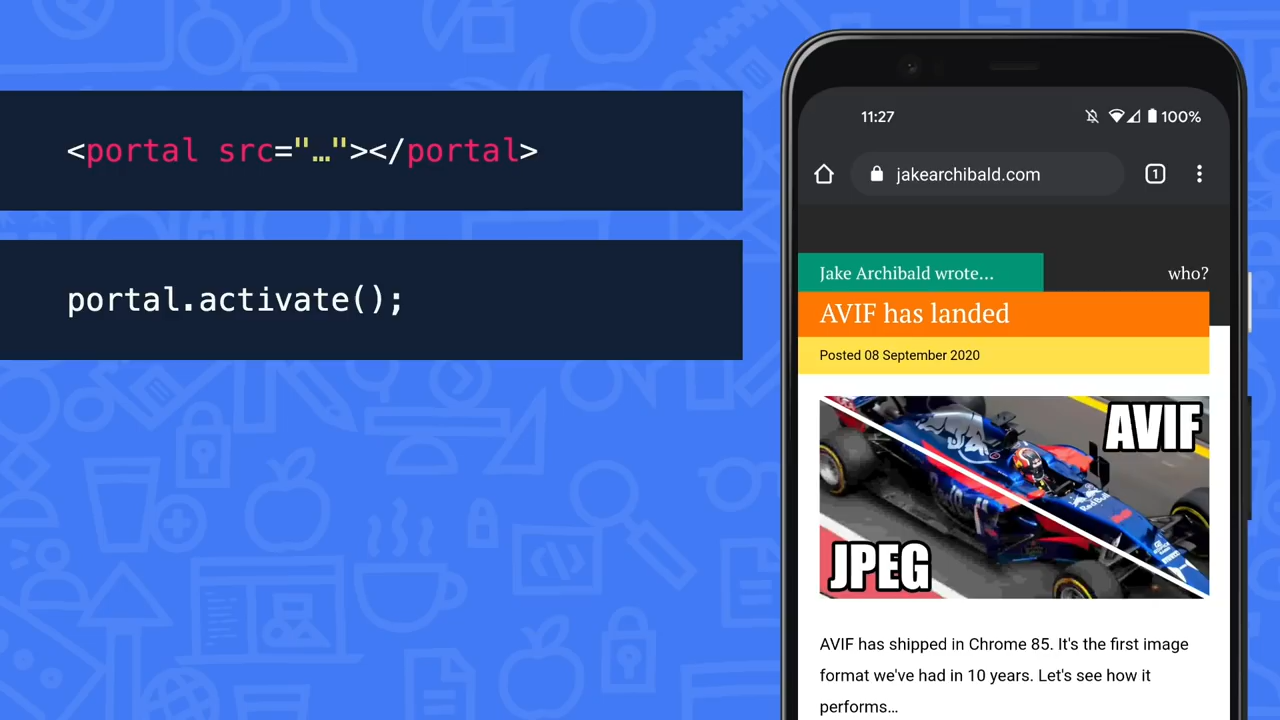 <portal src="…"></portal>
portal.activate();
11:27
100%
jakearchibald.com
1
Jake Archibald wrote…
who?
AVIF has landed
Posted 08 September 2020
AVIF
Red Bull
JPEG
AVIF has shipped in Chrome 85. It's the first image
format we've had in 10 years. Let's see how it
performs…